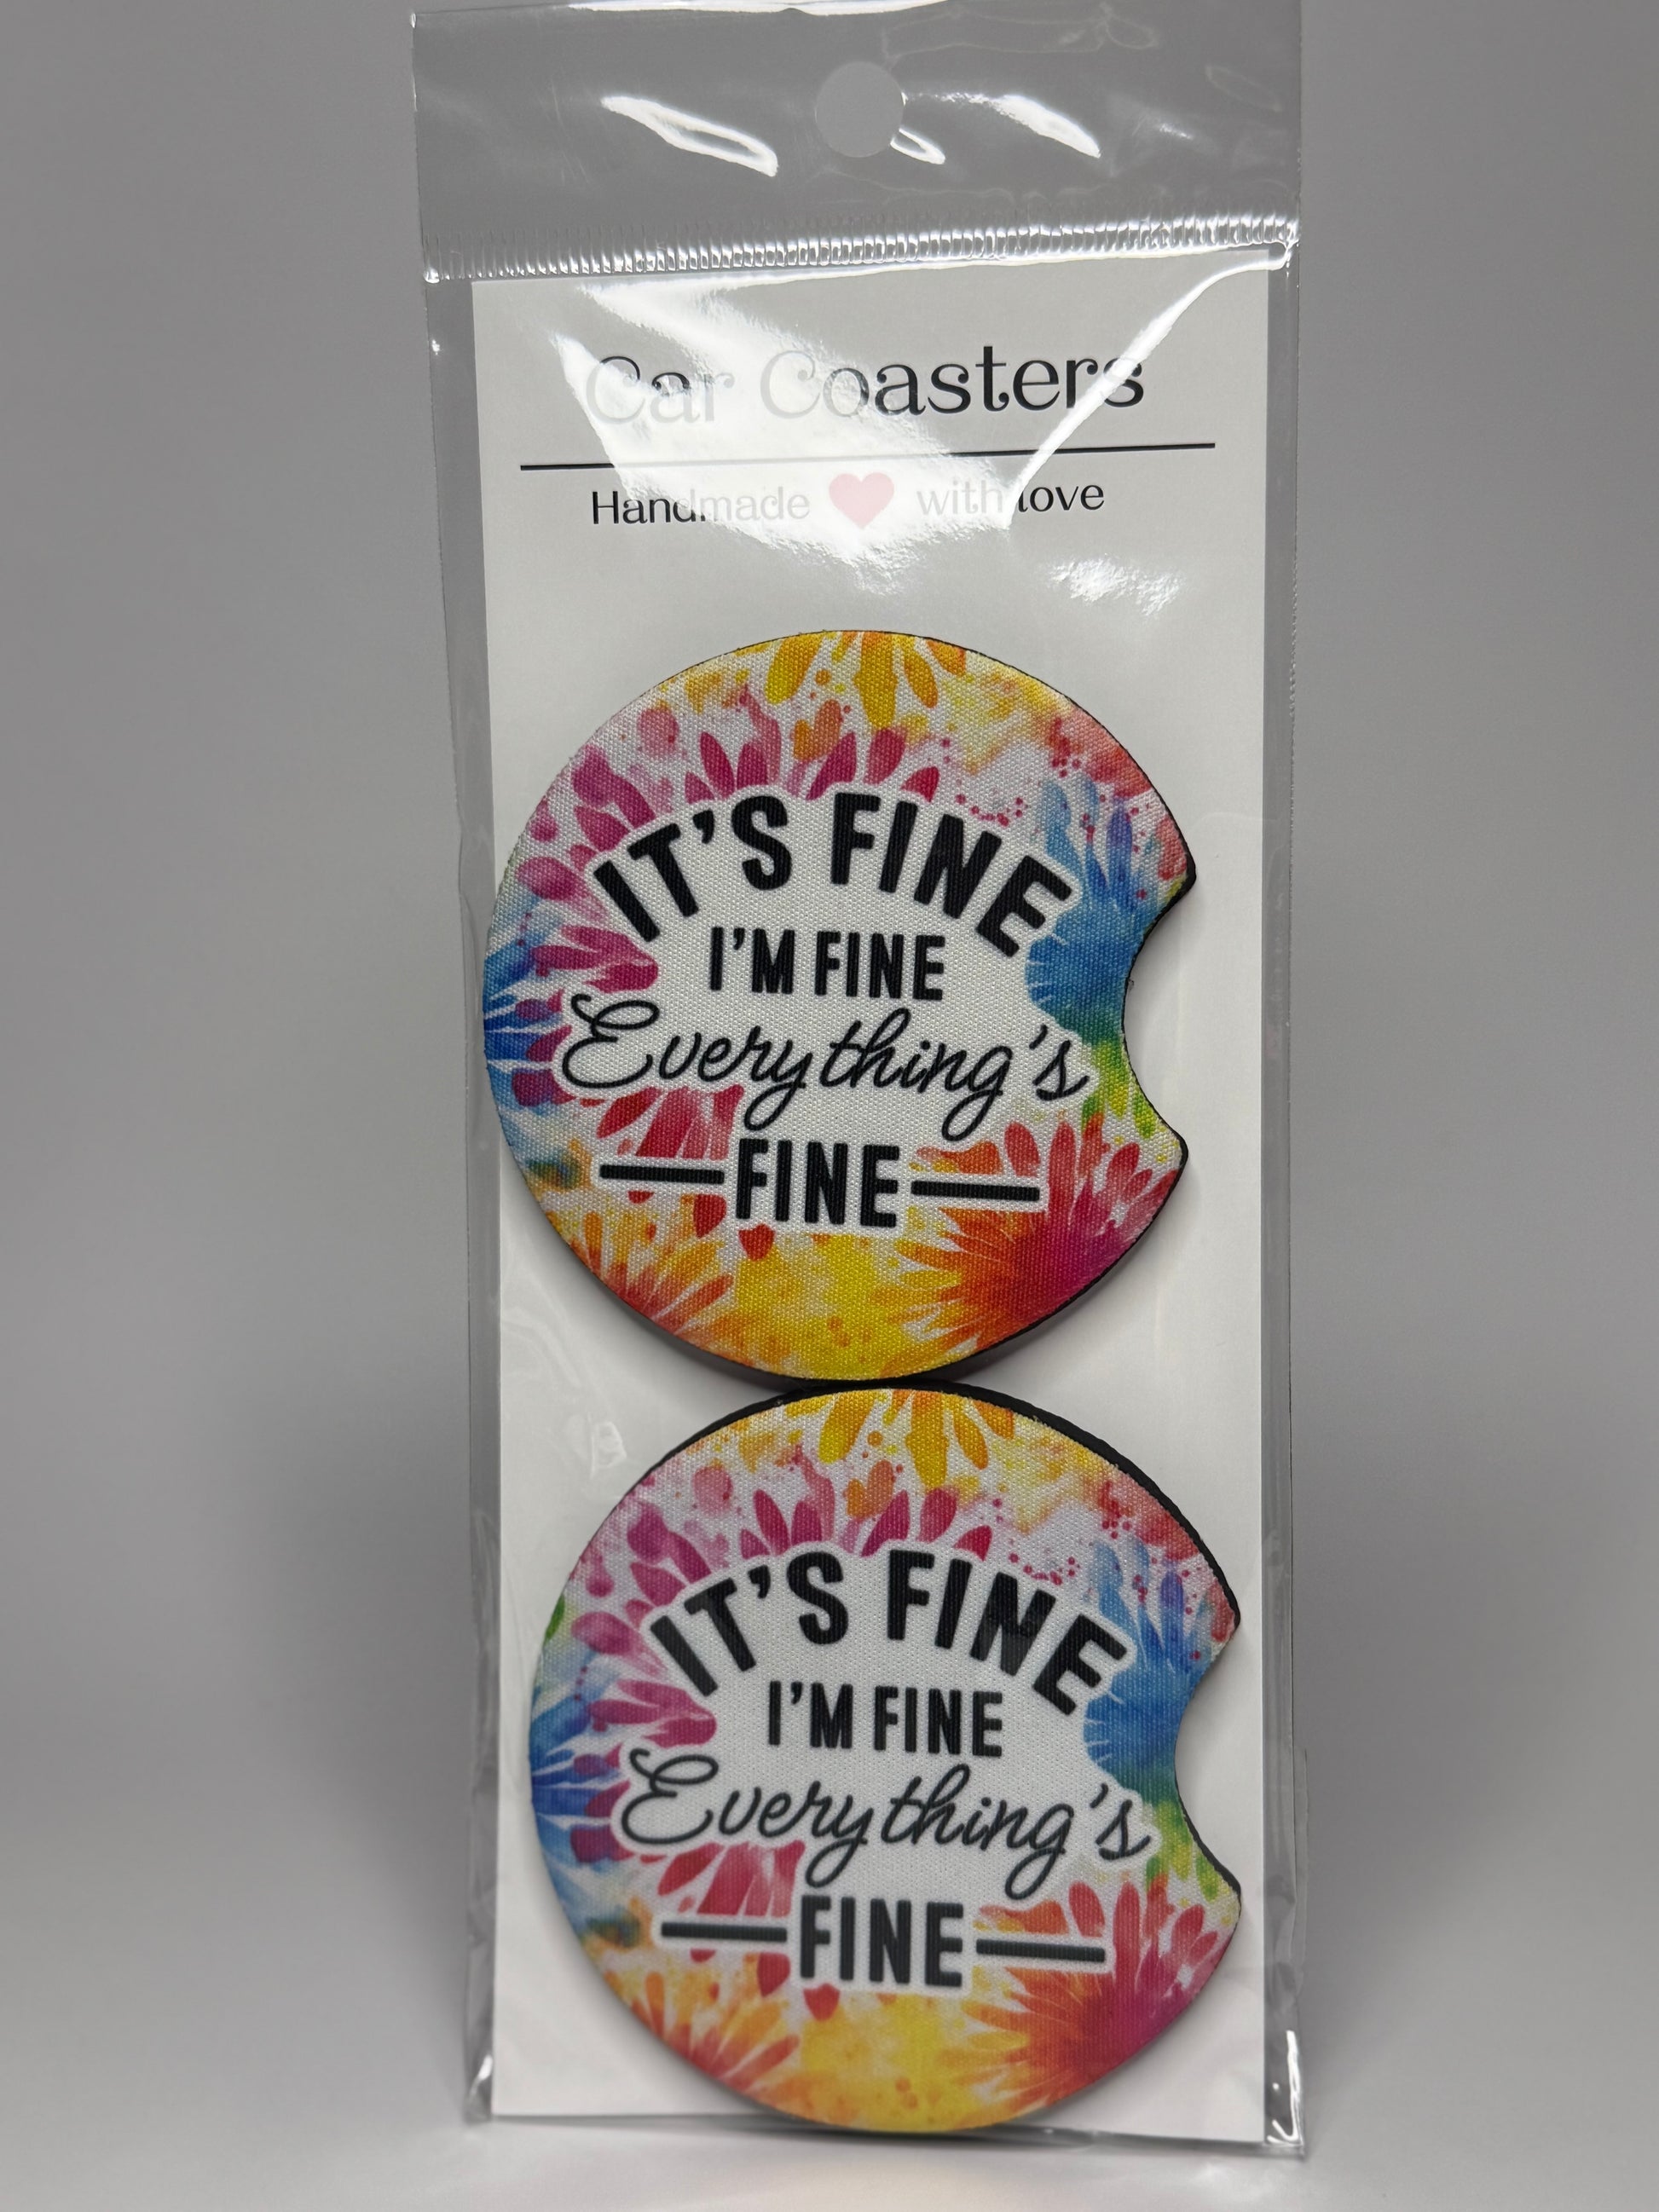 Car Coasters
Handmade with love
IT'S FINE
I'M FINE
Everything's
FINE
IT'S FINE
I'M FINE
Everything's
FINE